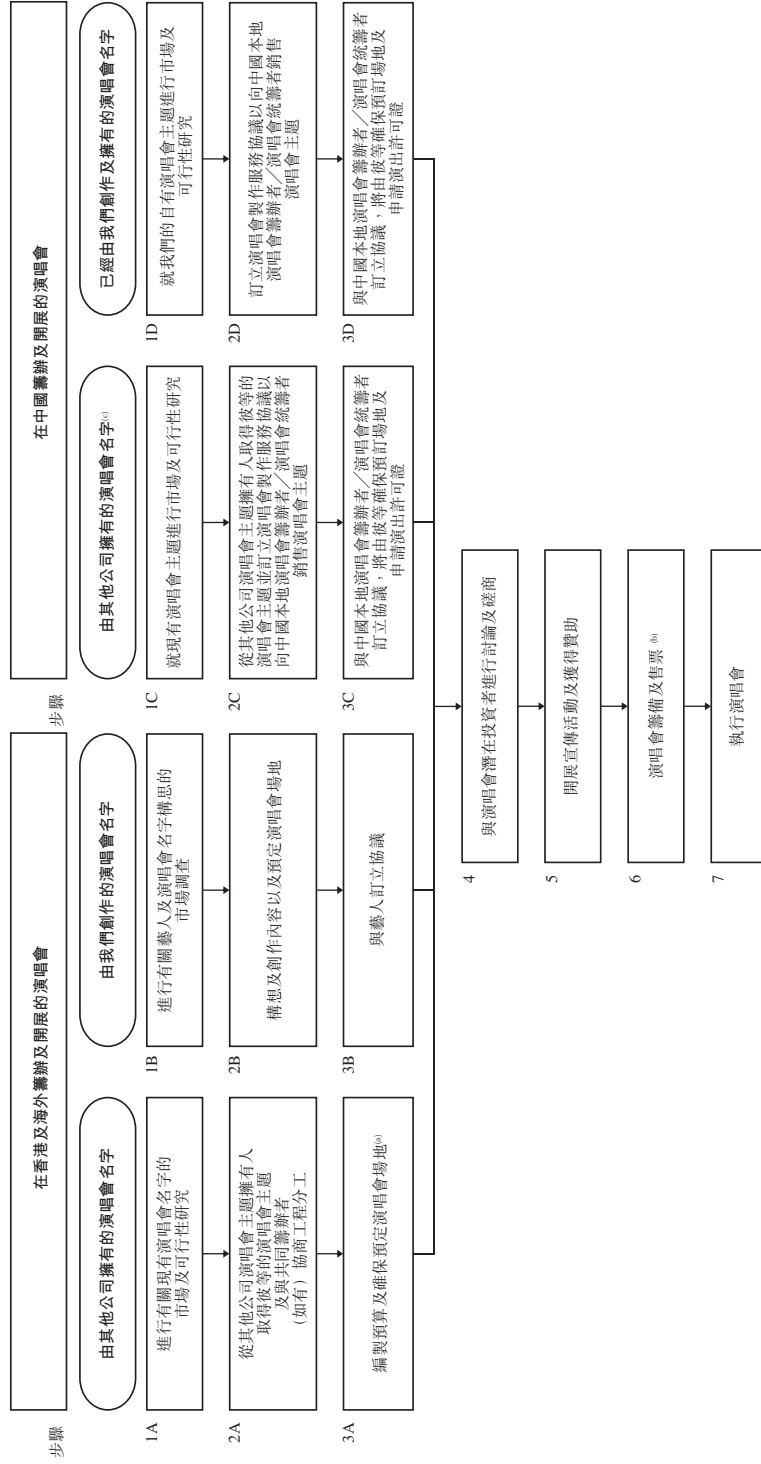 在香港及海外籌辦及開展的演唱會
在中國籌辦及開展的演唱會
步驟
由其他公司擁有的演唱會名字
由我們創作的演唱會名字
步驟
由其他公司擁有的演唱會名字(c)
已經由我們創作及擁有的演唱會名字
1A
進行有關現有演唱會名字的
市場及可行性研究
1B
進行有關藝人及演唱會名字構思的
市場調查
1C
就現有演唱會主題進行市場及可行性研究
1D
就我們的自有演唱會主題進行市場及
可行性研究
2A
從其他公司演唱會主題擁有人
取得彼等的演唱會主題
及與共同籌辦者
(如有) 協商工程分工
2B
構想及創作內容以及預定演唱會場地
2C
從其他公司演唱會主題擁有人取得彼等的
演唱會主題並訂立演唱會製作服務協議以
向中國本地演唱會籌辦者/演唱會統籌者
銷售演唱會主題
2D
訂立演唱會製作服務協議以向中國本地
演唱會籌辦者/演唱會統籌者銷售
演唱會主題
3A
編製預算及確保預定演唱會場地(a)
3B
與藝人訂立協議
3C
與中國本地演唱會籌辦者/演唱會統籌者
訂立協議,將由彼等確保預訂場地及
申請演出許可證
3D
與中國本地演唱會籌辦者/演唱會統籌者
訂立協議,將由彼等確保預訂場地及
申請演出許可證
4
與演唱會潛在投資者進行討論及磋商
5
開展宣傳活動及獲得贊助
6
演唱會籌備及售票 (b)
7
執行演唱會